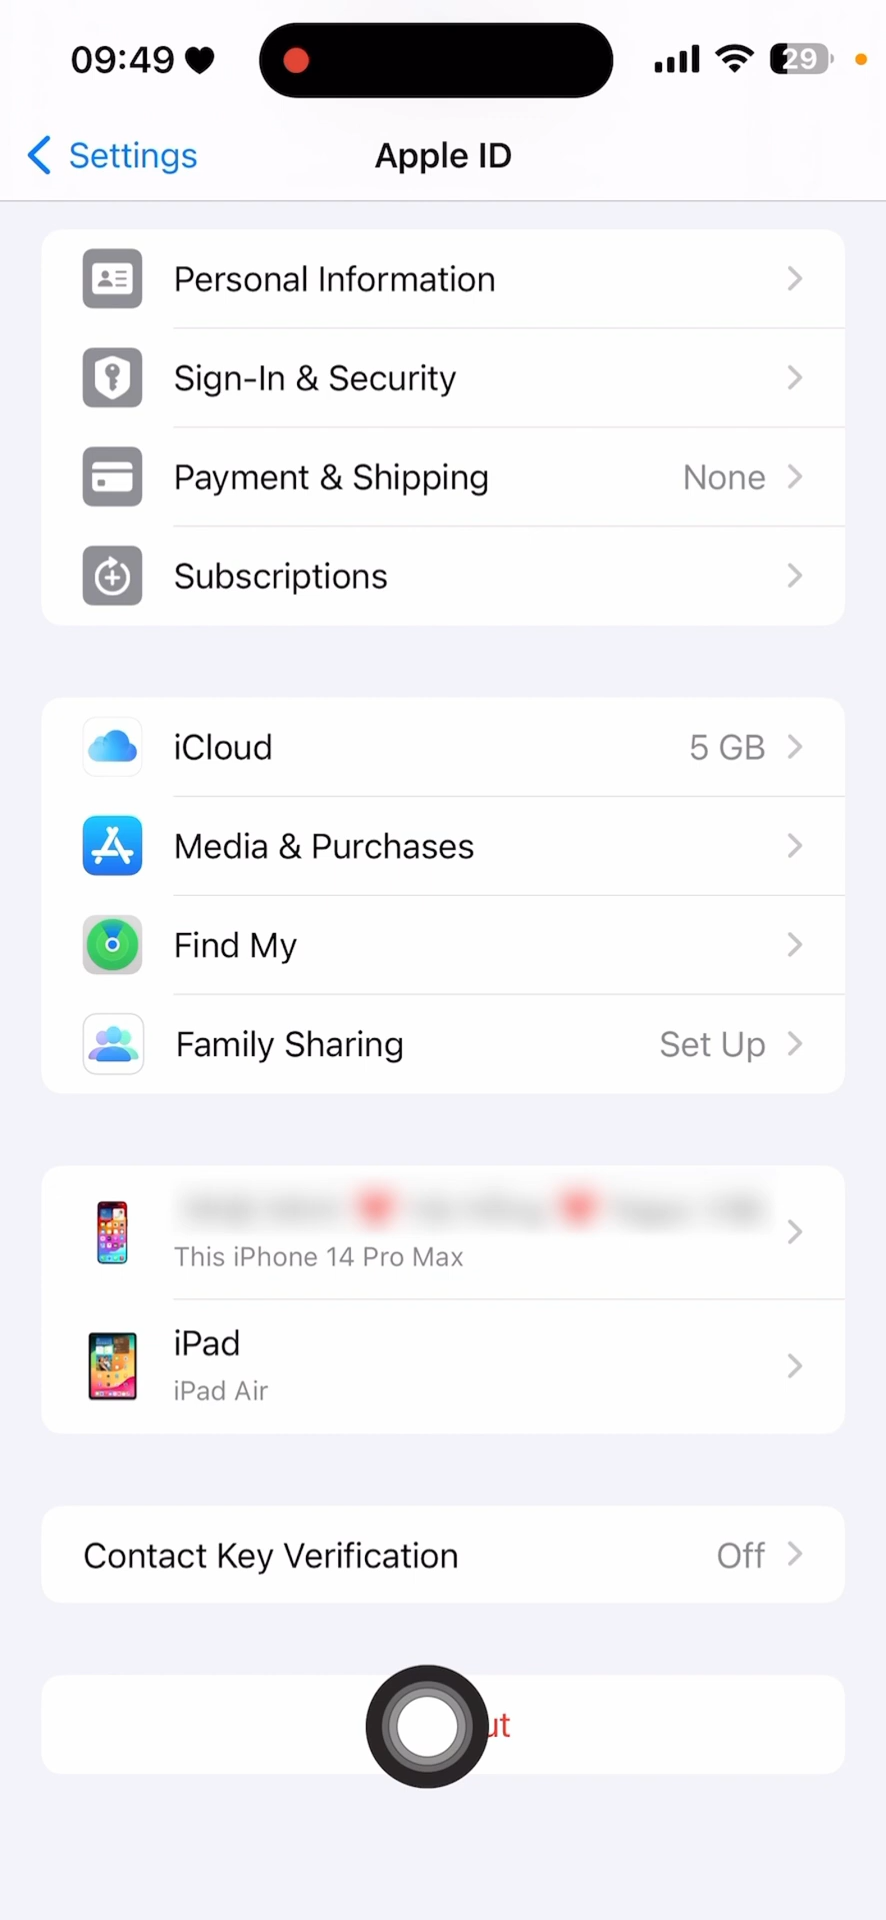 09:49
29
Settings
Apple ID
Personal Information
Sign-In & Security
Payment & Shipping None
Subscriptions
iCloud 5 GB
Media & Purchases
Find My
Family Sharing Set Up
This iPhone 14 Pro Max
iPad
iPad Air
Contact Key Verification Off